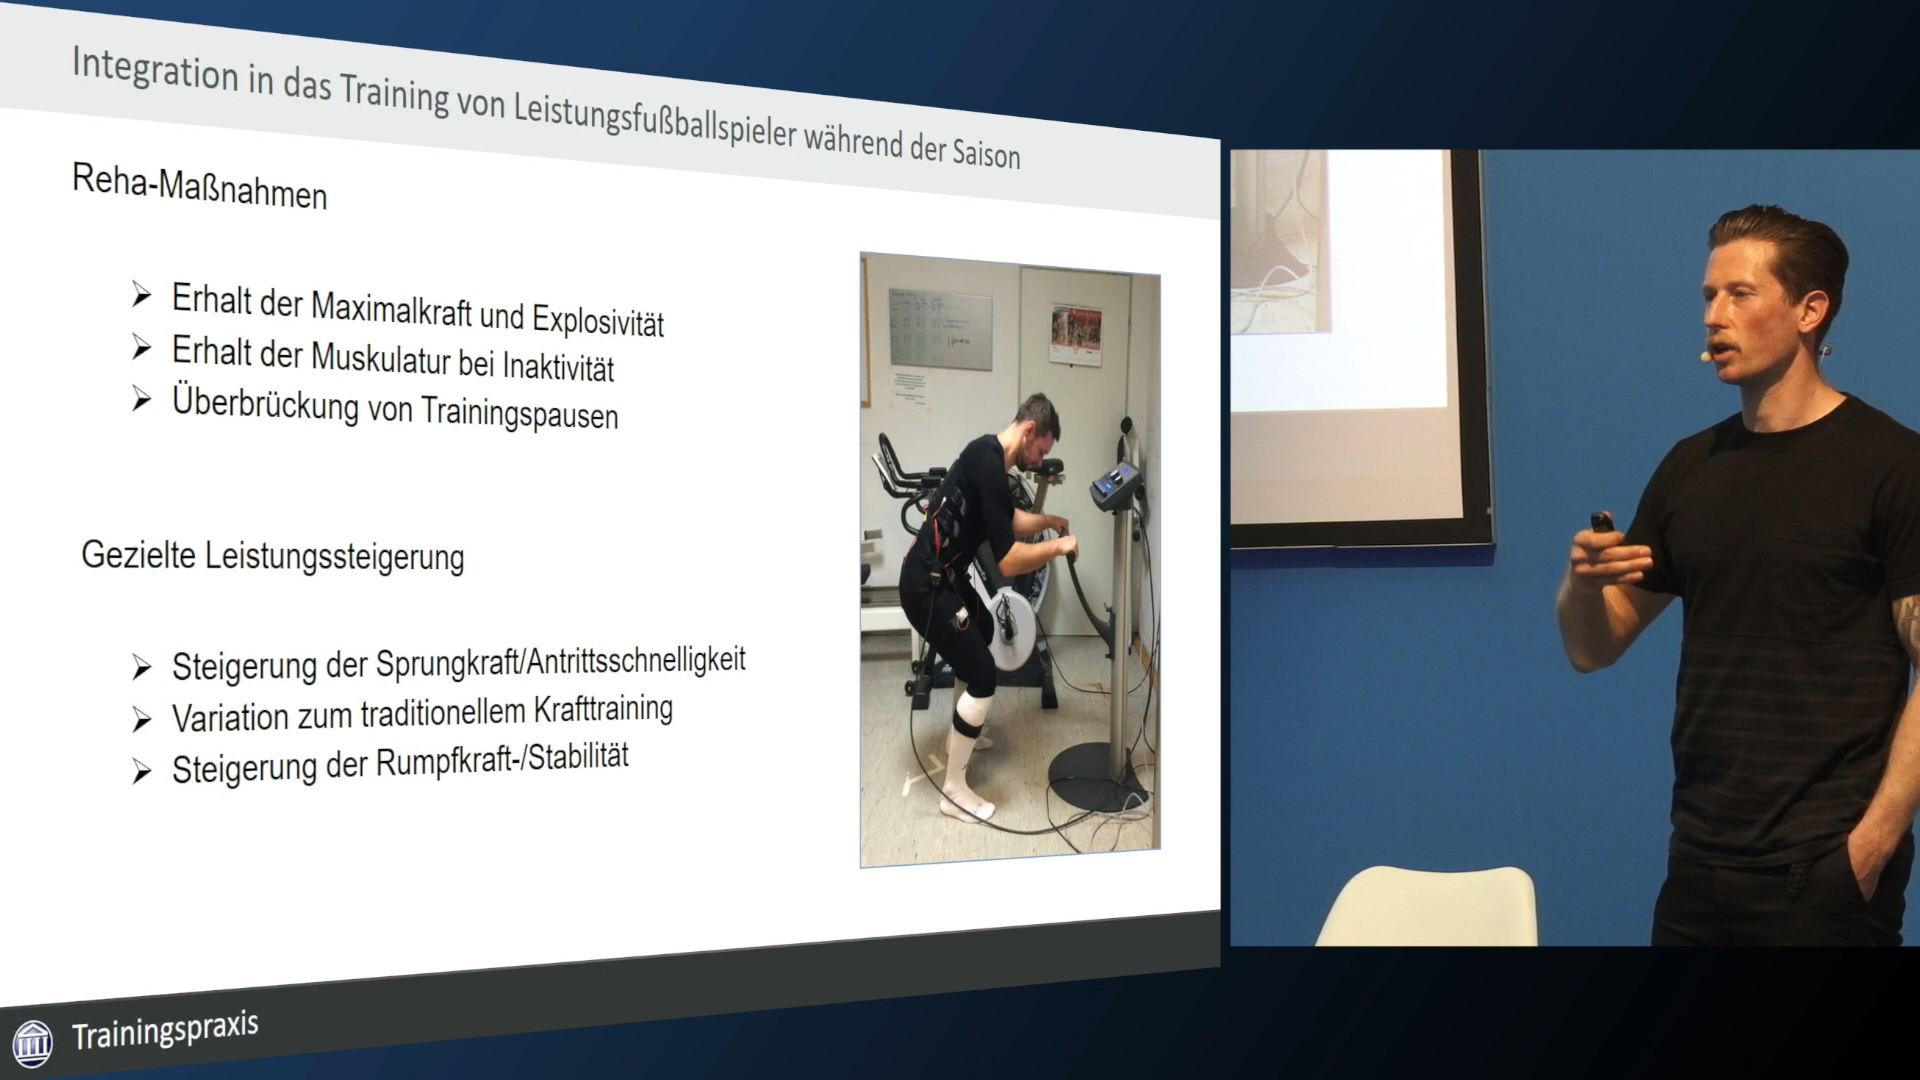 Integration in das Training von Leistungsfußballspieler während der Saison
Reha-Maßnahmen
Erhalt der Maximalkraft und Explosivität
Erhalt der Muskulatur bei Inaktivität
Überbrückung von Trainingspausen
Gezielte Leistungssteigerung
Steigerung der Sprungkraft/Antrittsschnelligkeit
Variation zum traditionellem Krafttraining
Steigerung der Rumpfkraft-/Stabilität
Trainingspraxis